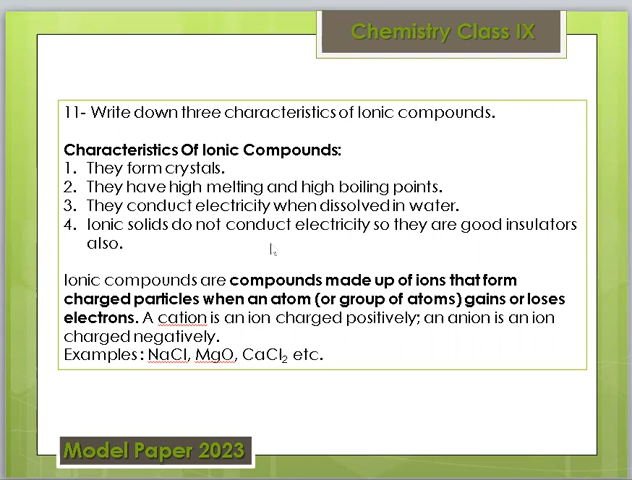 Chemistry Class IX
11- Write down three characteristics of Ionic compounds.
Characteristics Of Ionic Compounds:
1. They form crystals.
2. They have high melting and high boiling points.
3. They conduct electricity when dissolved in water.
4. Ionic solids do not conduct electricity so they are good insulators
also.
Ionic compounds are compounds made up of ions that form
charged particles when an atom (or group of atoms) gains or loses
electrons. A cation is an ion charged positively; an anion is an ion
charged negatively.
Examples: NaCl, MgO, CaCl₂ etc.
Model Paper 2023